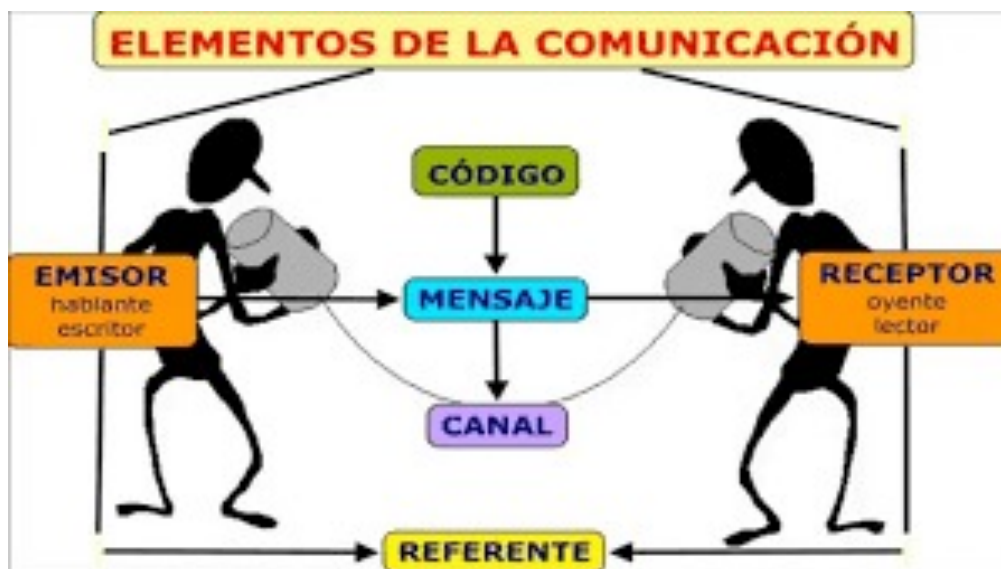 ELEMENTOS DE LA COMUNICACIÓN
CÓDIGO
EMISOR
hablante
escritor
MENSAJE
RECEPTOR
oyente
lector
CANAL
REFERENTE